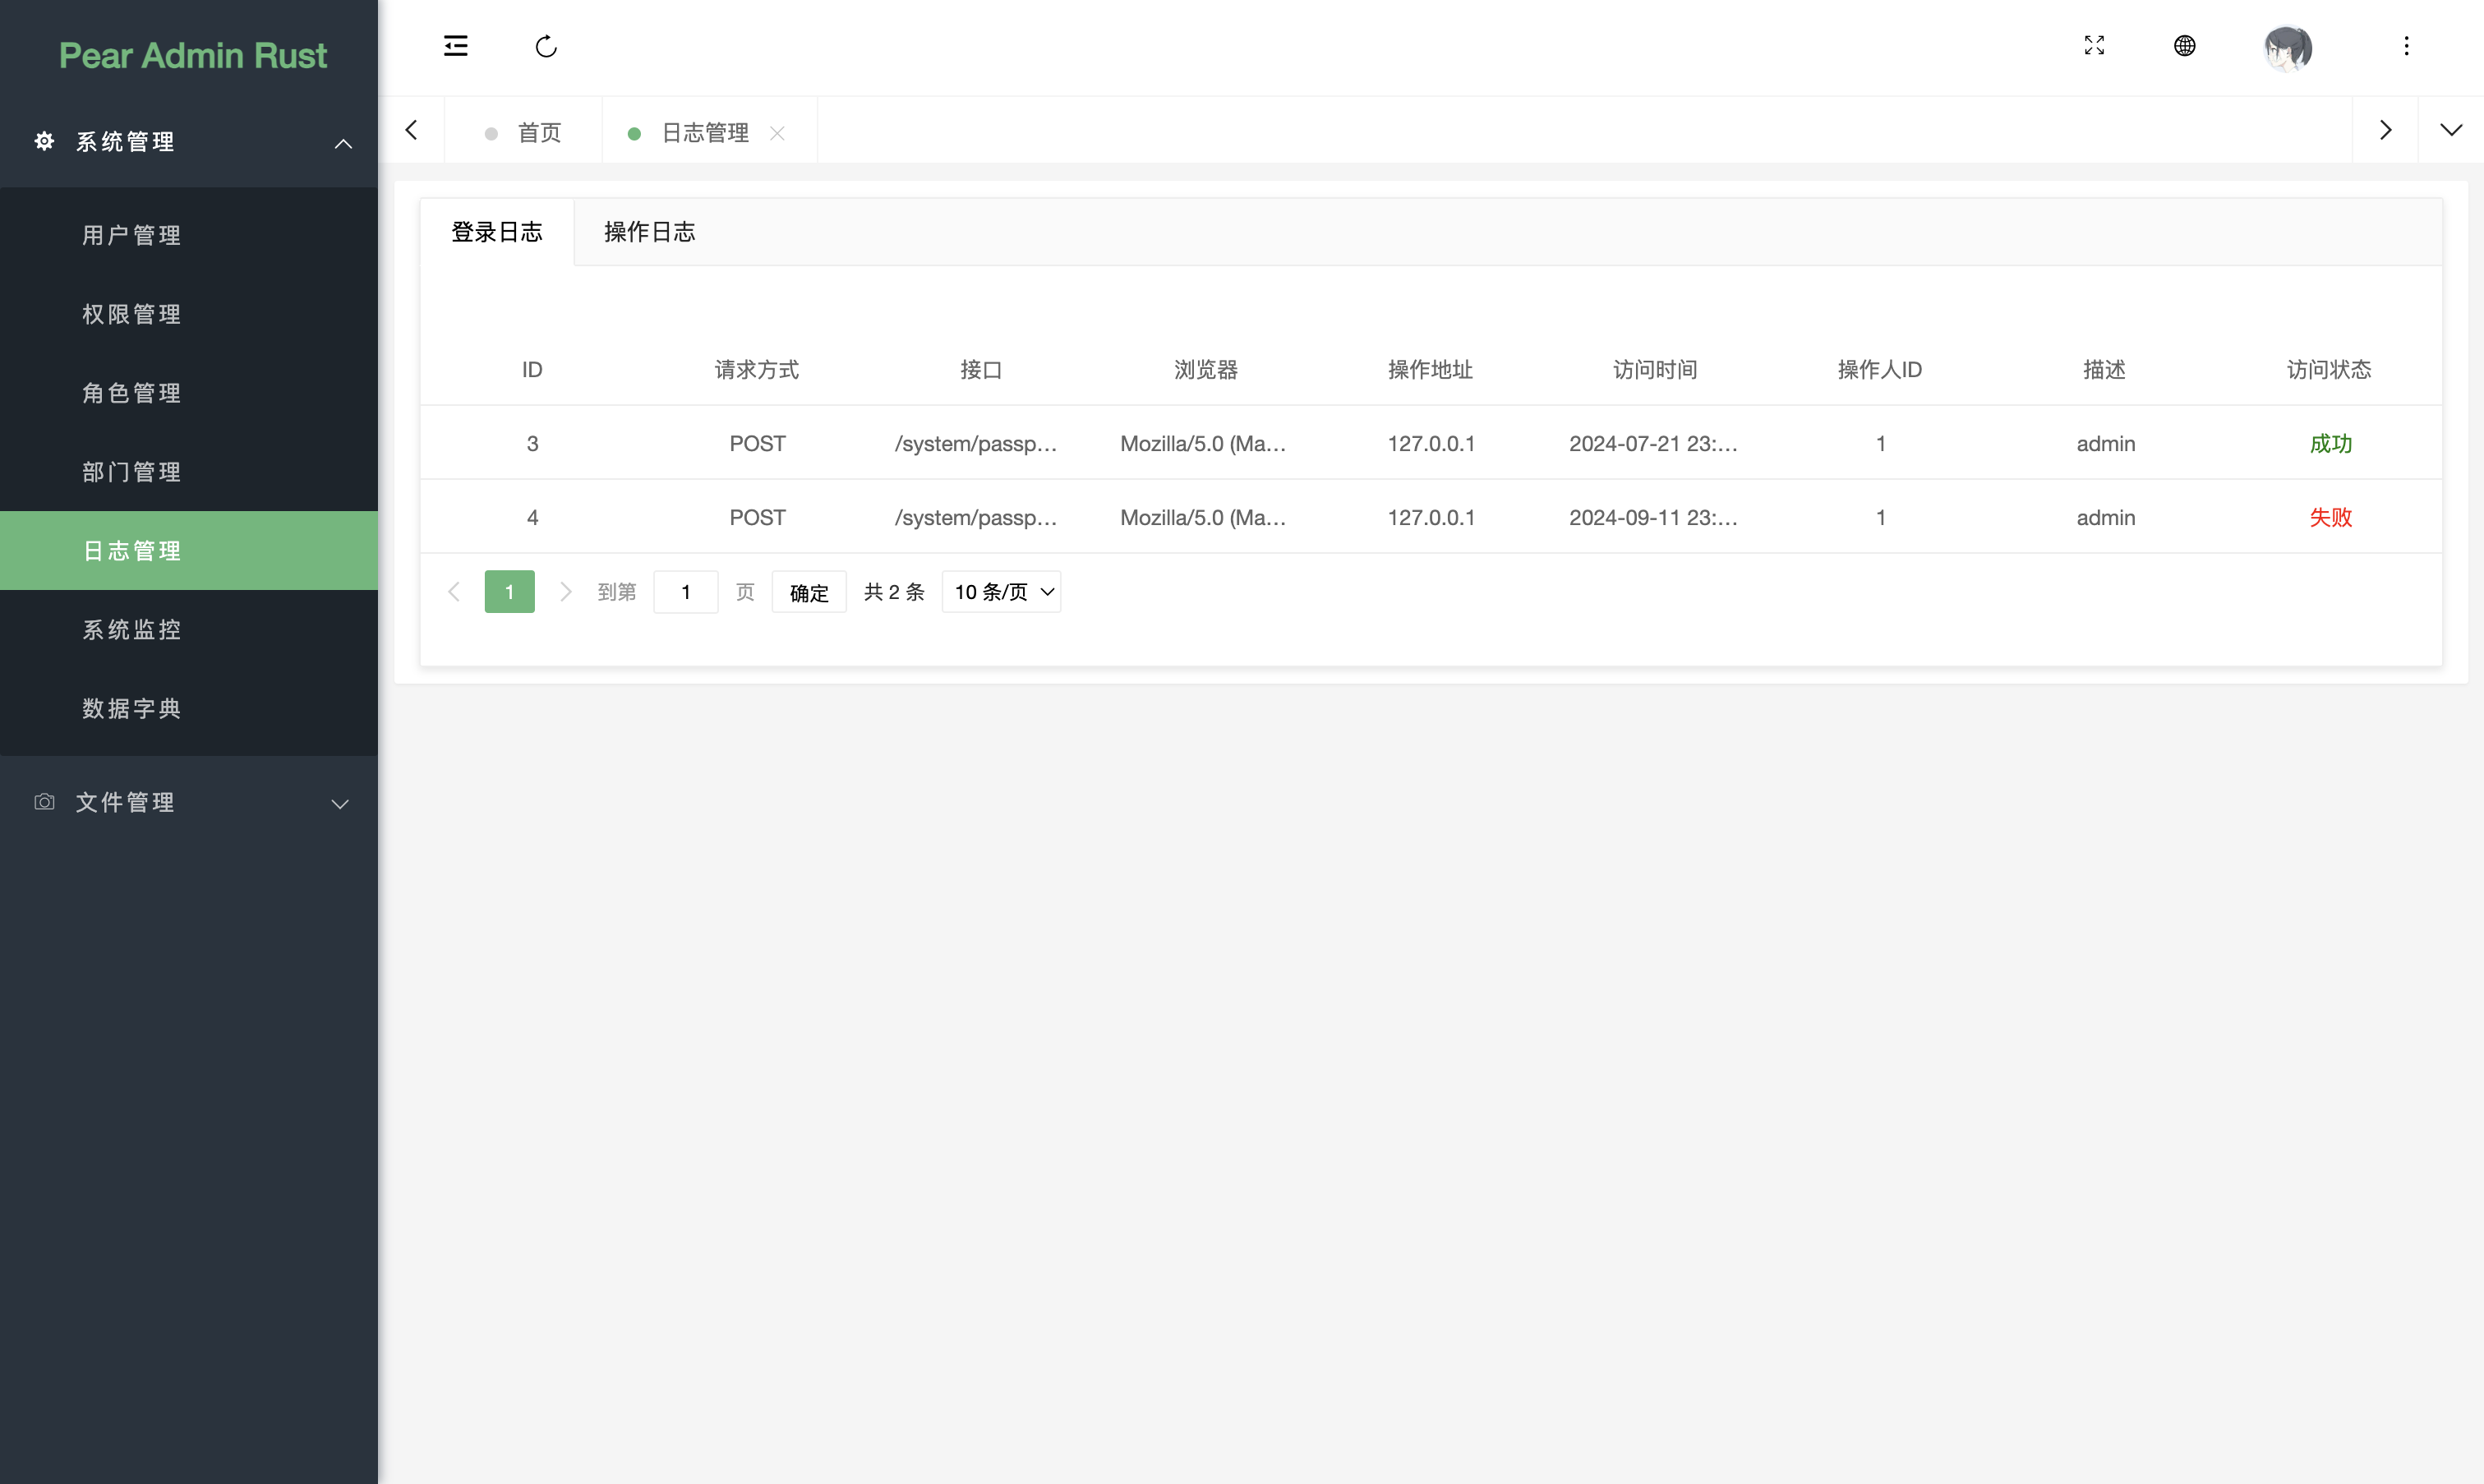 Pear Admin Rust
系统管理
用户管理
权限管理
角色管理
部门管理
日志管理
系统监控
数据字典
文件管理
首页
日志管理
登录日志 操作日志
ID 请求方式 接口 浏览器 操作地址 访问时间 操作人ID 描述 访问状态
3 POST /system/passp... Mozilla/5.0 (Ma... 127.0.0.1 2024-07-21 23:... 1 admin 成功
4 POST /system/passp... Mozilla/5.0 (Ma... 127.0.0.1 2024-09-11 23:... 1 admin 失败
1 到第 1 页 确定 共 2 条 10 条/页